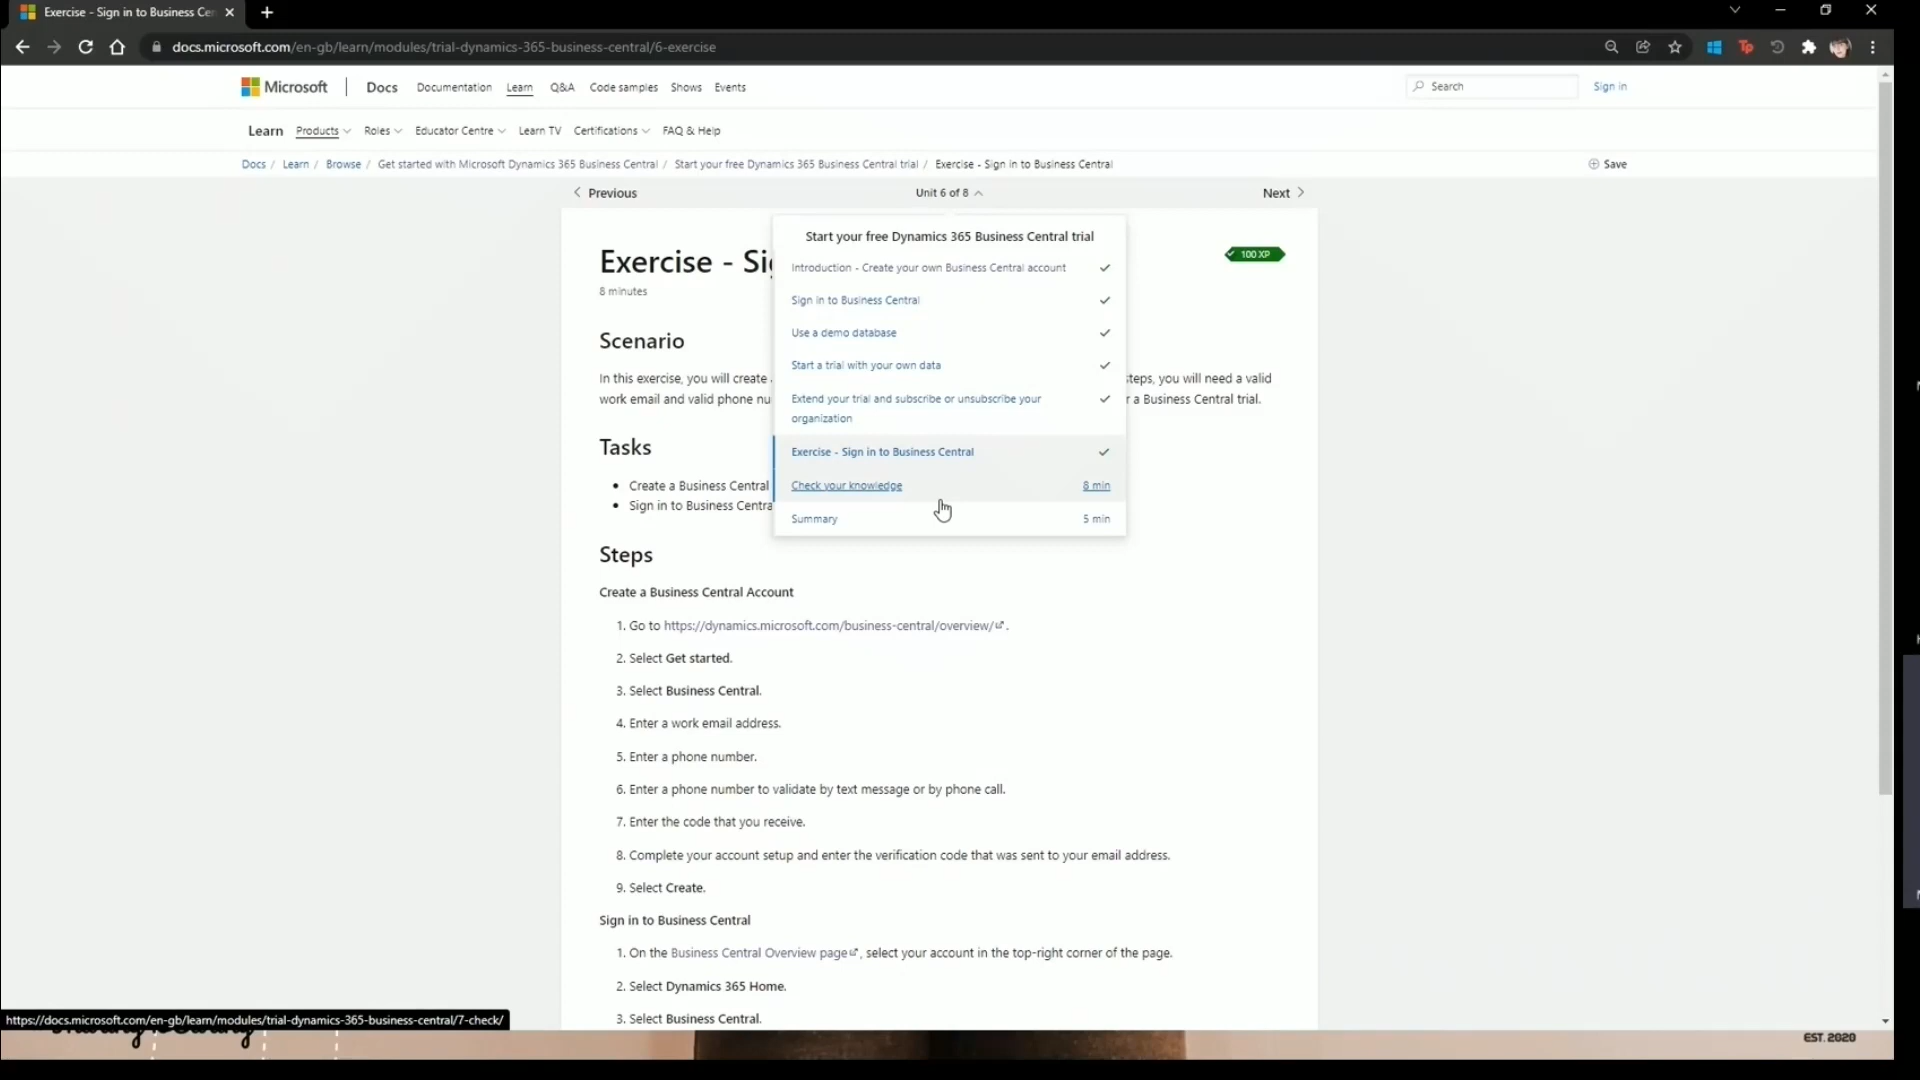 Exercise - Sign in to Business Cen
docs.microsoft.com/en-gb/learn/modules/trial-dynamics-365-business-central/6-exercise
Microsoft | Docs Documentation Learn Q&A Code samples Shows Events Search Sign in
Learn Products Roles Educator Centre Learn TV Certifications FAQ & Help
Docs / Learn / Browse / Get started with Microsoft Dynamics 365 Business Central / Start your free Dynamics 365 Business Central trial / Exercise - Sign in to Business Central Save
Previous Unit 6 of 8 Next
Start your free Dynamics 365 Business Central trial
Introduction - Create your own Business Central account
Sign in to Business Central
Use a demo database
Start a trial with your own data
Extend your trial and subscribe or unsubscribe your
organization
Exercise - Sign in to Business Central
Check your knowledge 8 min
Summary 5 min
Exercise - Si
100 XP
8 minutes
Scenario
In this exercise, you will create steps, you will need a valid
work email and valid phone nu r a Business Central trial.
Tasks
• Create a Business Central
• Sign in to Business Centra
Steps
Create a Business Central Account
1. Go to https://dynamics.microsoft.com/business-central/overview/ .
2. Select Get started.
3. Select Business Central.
4. Enter a work email address.
5. Enter a phone number.
6. Enter a phone number to validate by text message or by phone call.
7. Enter the code that you receive.
8. Complete your account setup and enter the verification code that was sent to your email address.
9. Select Create.
Sign in to Business Central
1. On the Business Central Overview page , select your account in the top-right corner of the page.
2. Select Dynamics 365 Home.
3. Select Business Central.
https://docs.microsoft.com/en-gb/learn/modules/trial-dynamics-365-business-central/7-check/
EST. 2020